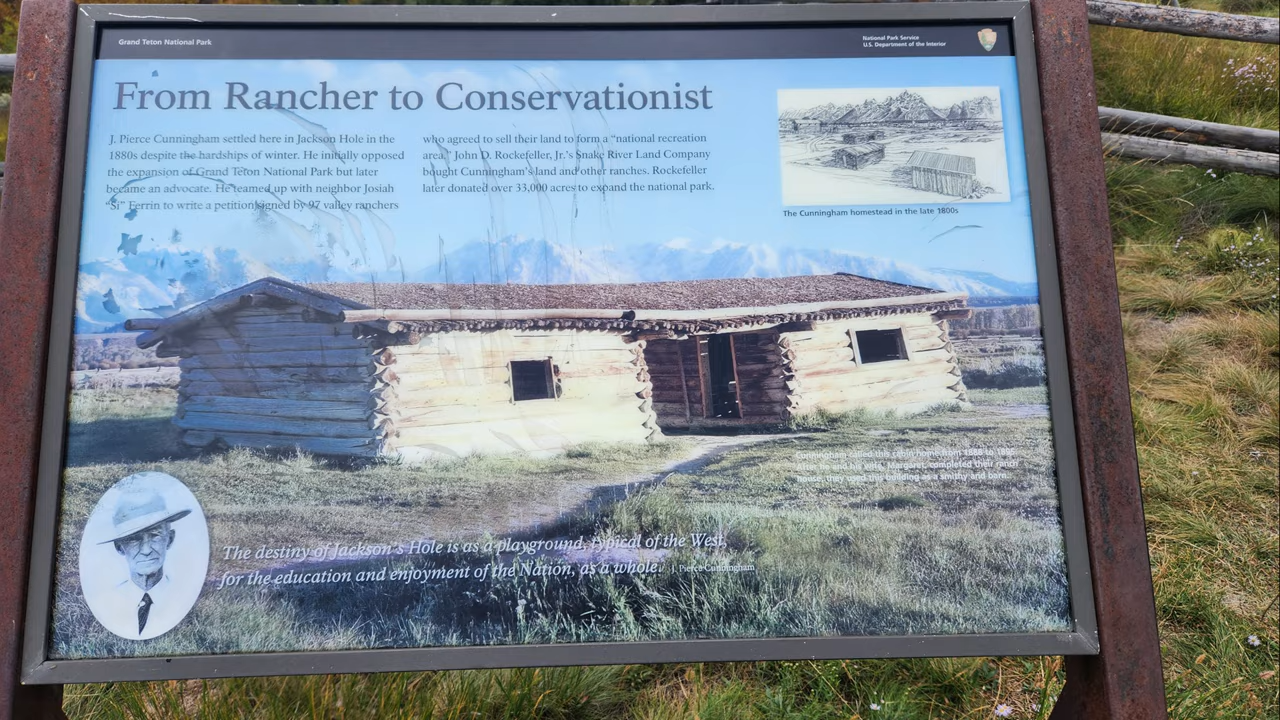 Grand Teton National Park
National Park Service
U.S. Department of the Interior
From Rancher to Conservationist
J. Pierce Cunningham settled here in Jackson Hole in the
1880s despite the hardships of winter. He initially opposed
the expansion of Grand Teton National Park but later
became an advocate. He teamed up with neighbor Josiah
“Si” Ferrin to write a petition signed by 97 valley ranchers
who agreed to sell their land to form a “national recreation
area.” John D. Rockefeller, Jr.’s Snake River Land Company
bought Cunningham’s land and other ranches. Rockefeller
later donated over 33,000 acres to expand the national park.
The Cunningham homestead in the late 1800s
Cunningham called this cabin home from 1888 to
After he and his wife, Margaret, completed their ranch
house, they used this building as a smithy and barn.
The destiny of Jackson’s Hole is as a playground, typical of the West,
for the education and enjoyment of the Nation, as a whole. J. Pierce Cunningham